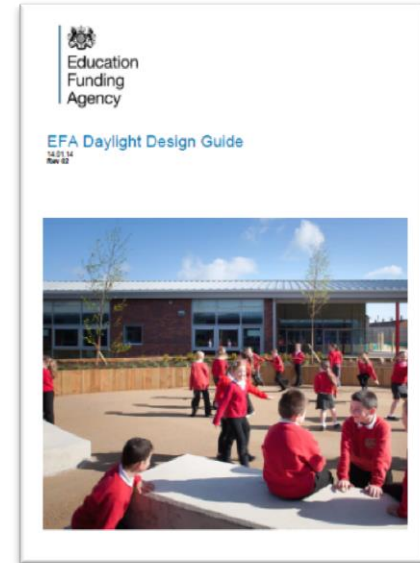 Education
Funding
Agency
EFA Daylight Design Guide
14.01.14
Rev 02